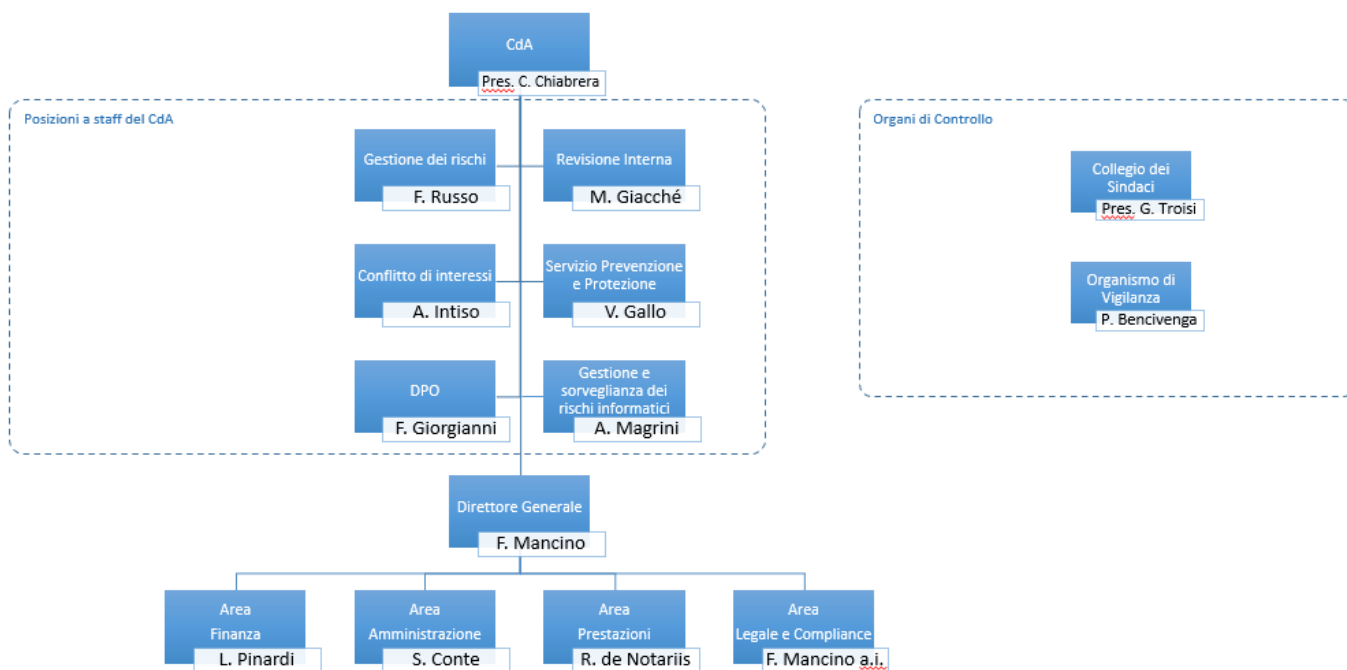 CdA
Pres. C. Chiabrera
Posizioni a staff del CdA
Organi di Controllo
Gestione dei rischi
F. Russo
Revisione Interna
M. Giacché
Collegio dei
Sindaci
Pres. G. Troisi
Conflitto di interessi
A. Intiso
Servizio Prevenzione
e Protezione
V. Gallo
Organismo di
Vigilanza
P. Bencivenga
DPO
F. Giorgianni
Gestione e
sorveglianza dei
rischi informatici
A. Magrini
Direttore Generale
F. Mancino
Area
Finanza
L. Pinardi
Area
Amministrazione
S. Conte
Area
Prestazioni
R. de Notariis
Area
Legale e Compliance
F. Mancino a.i.